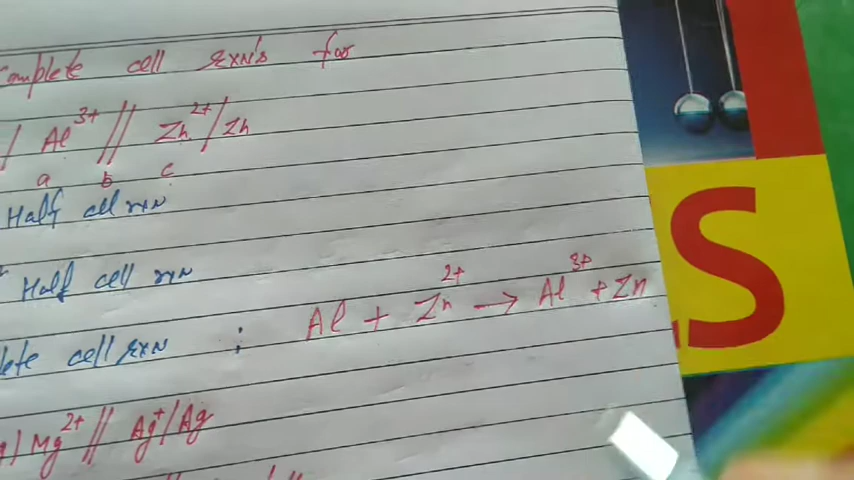 Complete cell rxn's for
/ Al³⁺ // Zn²⁺/Zn
a b c
Half cell rxn
Half cell rxn
lete cell rxn : Al + Zn²⁺ → Al³⁺ + Zn
/ Mg²⁺ // Ag⁺/Ag
S